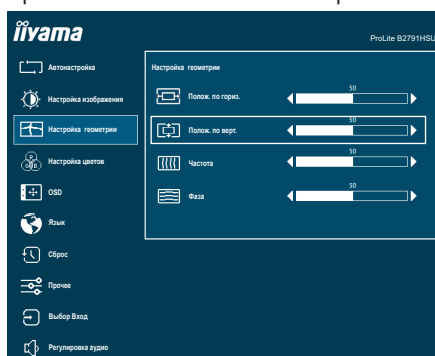 iiyama
ProLite B2791HSU
Автонастройка
Настройка изображения
Настройка геометрии
Настройка цветов
OSD
Язык
Сброс
Прочее
Выбор Вход
Регулировка аудио
Настройка геометрии
Полож. по гориз.
50
Полож. по верт.
50
Частота
50
Фаза
50